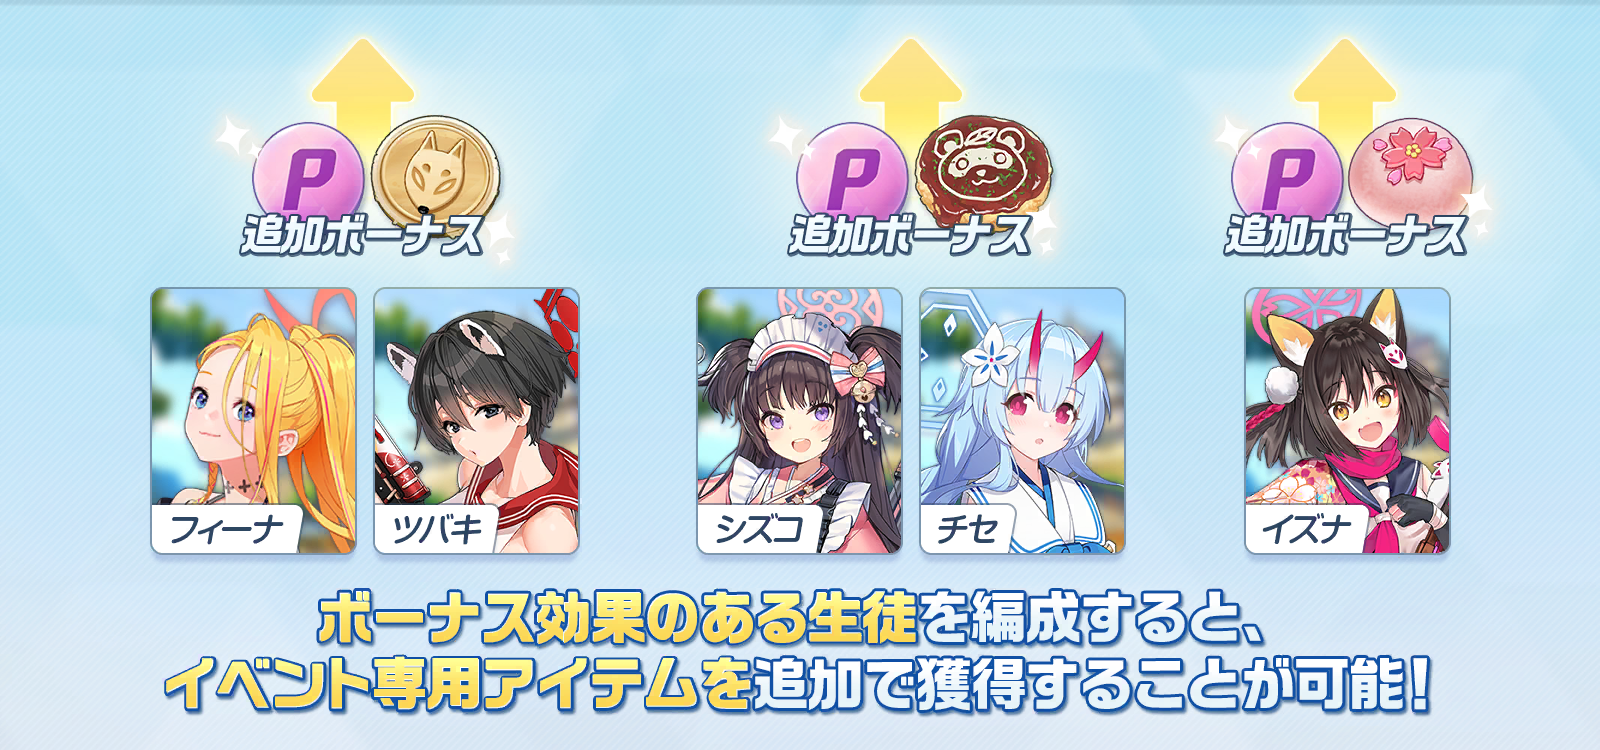 P
追加ボーナス
P
追加ボーナス
P
追加ボーナス
フィーナ
ツバキ
シズコ
チセ
イズナ
ボーナス効果のある生徒を編成すると、
イベント専用アイテムを追加で獲得することが可能！